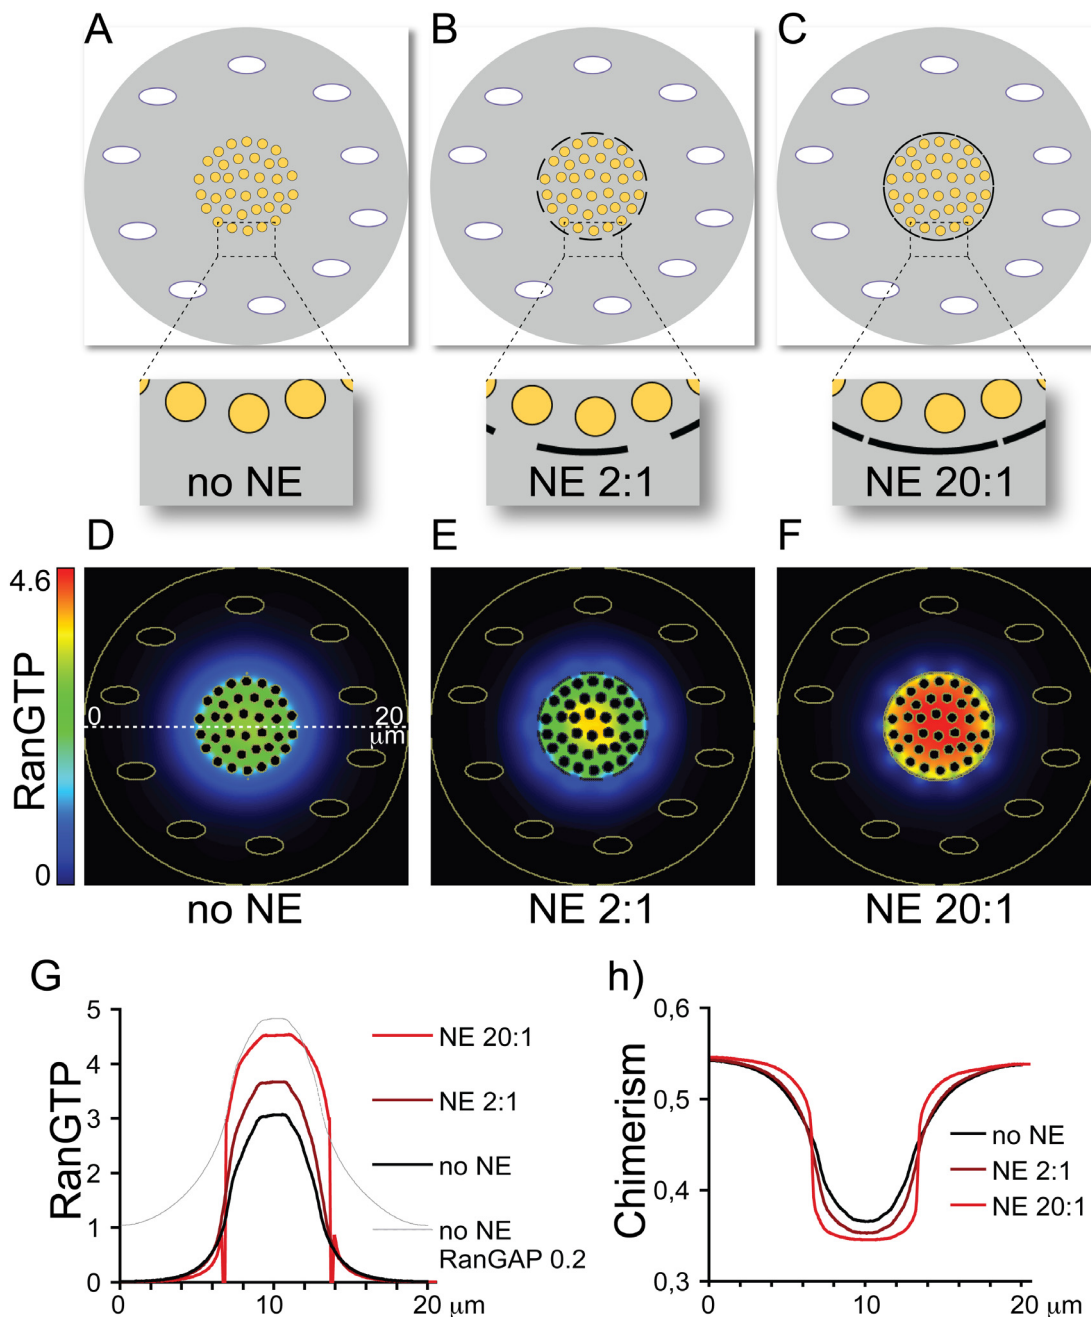 A
B
C
no NE
NE 2:1
NE 20:1
D
E
F
4.6
RanGTP
0
0
20
μm
no NE
NE 2:1
NE 20:1
G
RanGTP
5
4
3
2
1
0
0
10
20
μm
NE 20:1
NE 2:1
no NE
no NE
RanGAP 0.2
h)
Chimerism
0,6
0,5
0,4
0,3
0
10
20
μm
no NE
NE 2:1
NE 20:1